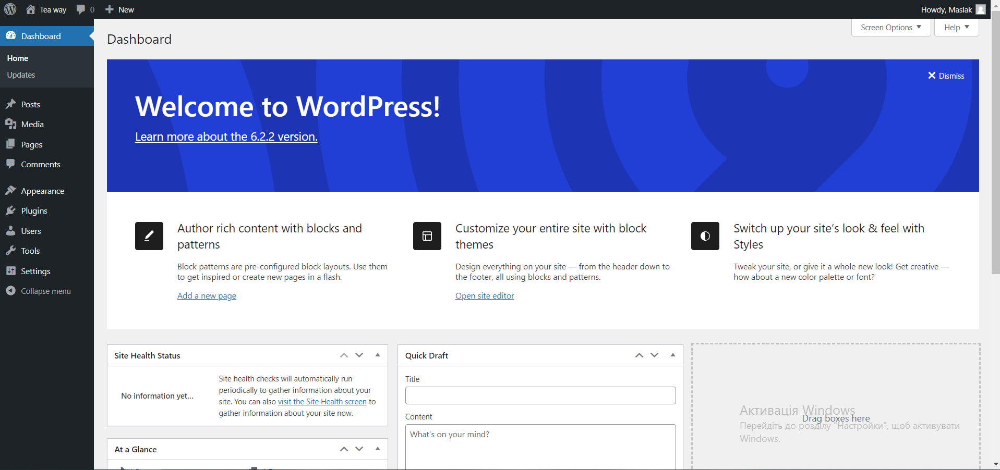 Tea way
0
New
Howdy, Maslak
Dashboard
Home
Updates
Posts
Media
Pages
Comments
Appearance
Plugins
Users
Tools
Settings
Collapse menu
Screen Options
Help
Dashboard
Dismiss
Welcome to WordPress!
Learn more about the 6.2.2 version.
Author rich content with blocks and
patterns
Block patterns are pre-configured block layouts. Use them
to get inspired or create new pages in a flash.
Add a new page
Customize your entire site with block
themes
Design everything on your site — from the header down to
the footer, all using blocks and patterns.
Open site editor
Switch up your site’s look & feel with
Styles
Tweak your site, or give it a whole new look! Get creative —
how about a new color palette or font?
Site Health Status
No information yet...
Site health checks will automatically run
periodically to gather information about your
site. You can also visit the Site Health screen to
gather information about your site now.
At a Glance
Quick Draft
Title
Content
What’s on your mind?
Drag boxes here
Активація Windows
Перейдіть до розділу "Настройки", щоб активувати
Windows.